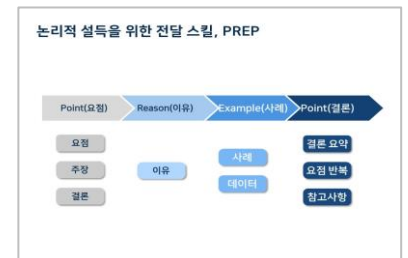 논리적 설득을 위한 전달 스킬, PREP
Point(요점) Reason(이유) Example(사례) Point(결론)
요점 사례 결론 요약
주장 이유 데이터 요점 반복
결론 참고사항